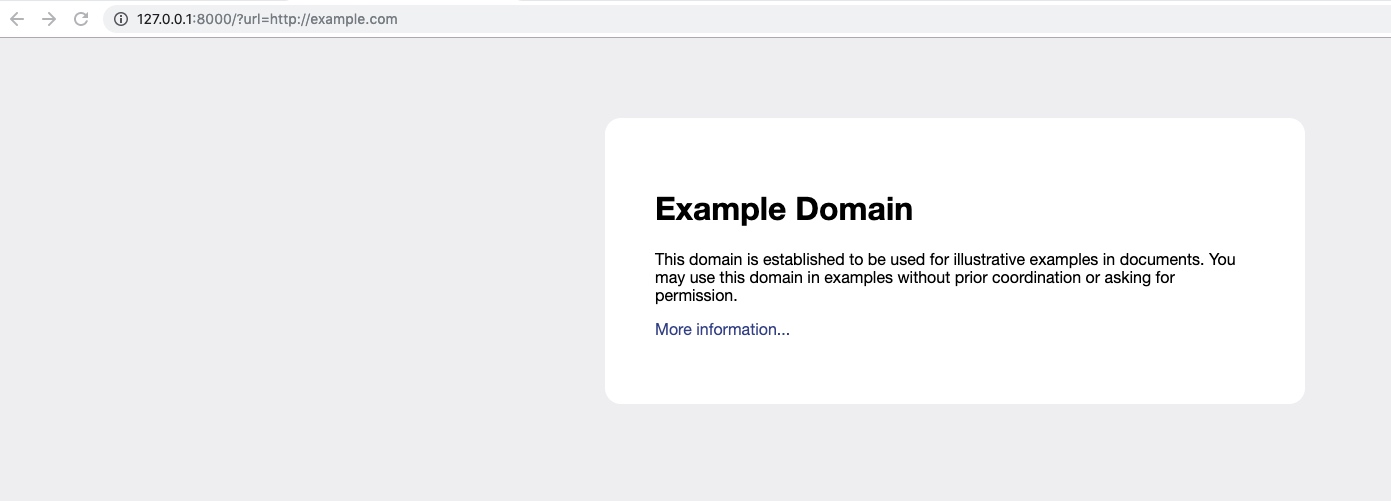 127.0.0.1:8000/?url=http://example.com
Example Domain
This domain is established to be used for illustrative examples in documents. You
may use this domain in examples without prior coordination or asking for
permission.
More information...